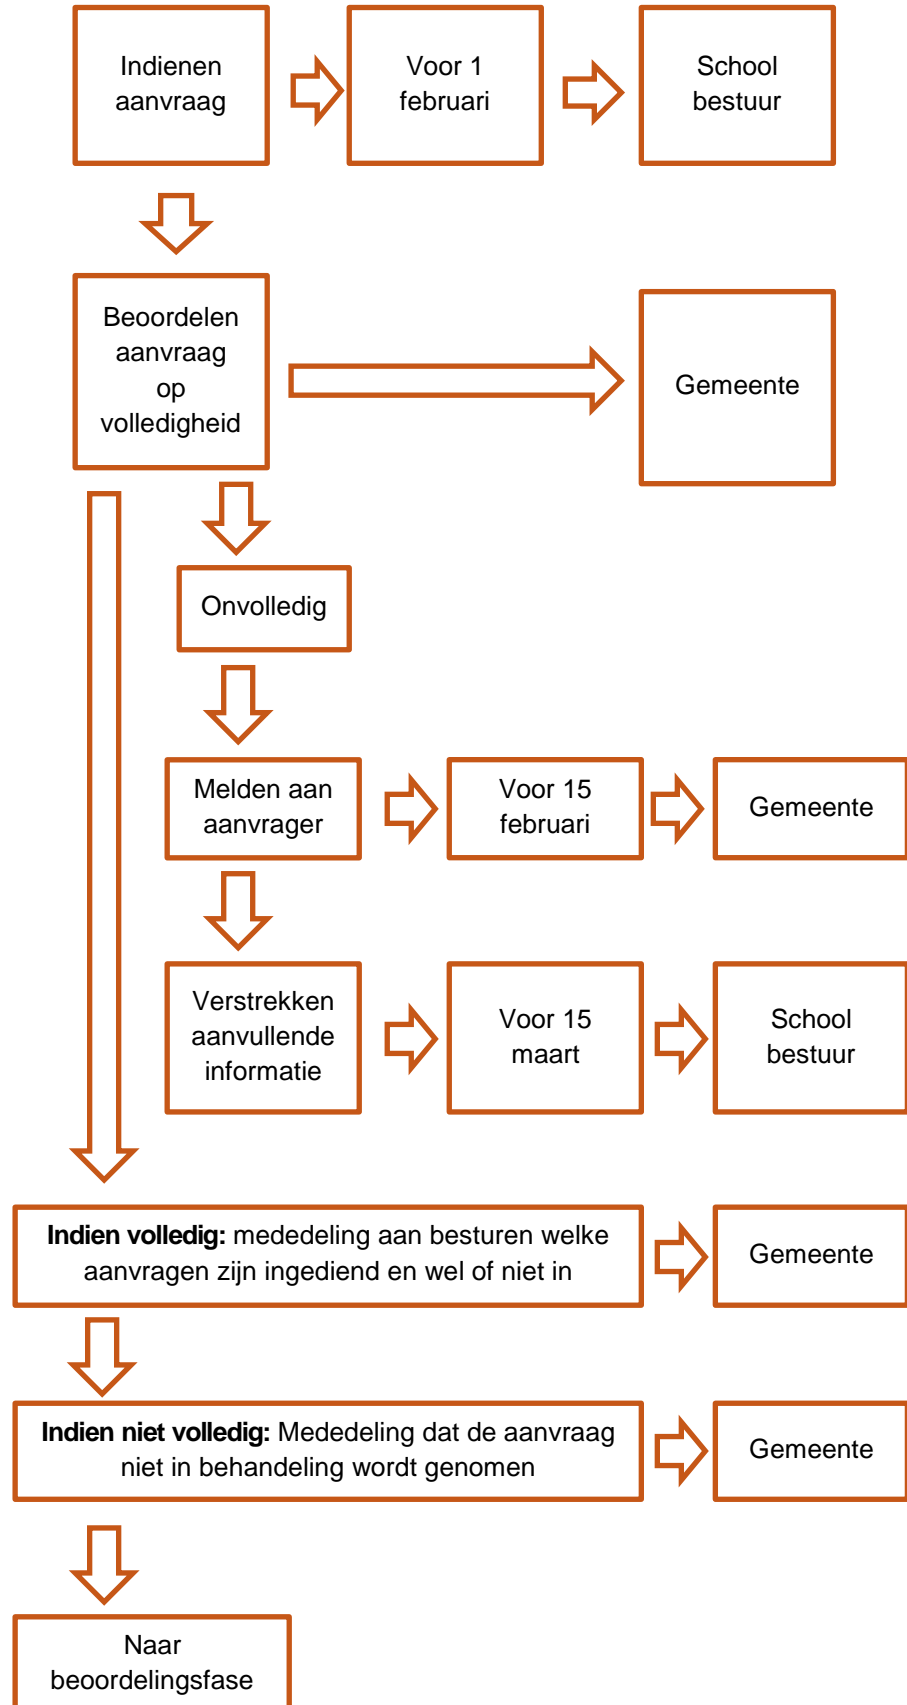 Indienen
aanvraag
Voor 1
februari
School
bestuur
Beoordelen
aanvraag
op
volledigheid
Gemeente
Onvolledig
Melden aan
aanvrager
Voor 15
februari
Gemeente
Verstrekken
aanvullende
informatie
Voor 15
maart
School
bestuur
Indien volledig: mededeling aan besturen welke
aanvragen zijn ingediend en wel of niet in
Gemeente
Indien niet volledig: Mededeling dat de aanvraag
niet in behandeling wordt genomen
Gemeente
Naar
beoordelingsfase